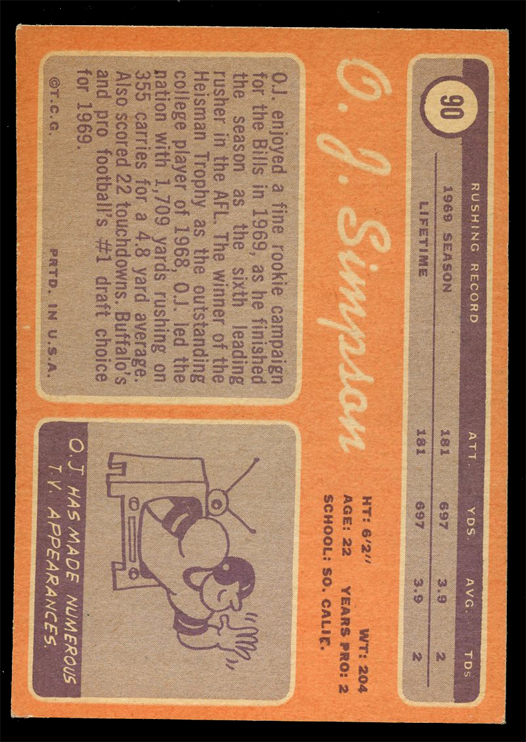 90
RUSHING RECORD ATT. YDS. AVG. TDs
1969 SEASON 181 697 3.9 2
LIFETIME 181 697 3.9 2
O. J. Simpson
HT: 6'2" WT: 204
AGE: 22 YEARS PRO: 2
SCHOOL: SO. CALIF.
O.J. enjoyed a fine rookie campaign
for the Bills in 1969, as he finished
the season as the sixth leading
rusher in the AFL. The winner of the
Heisman Trophy as the outstanding
college player of 1968, O.J. led the
nation with 1,709 yards rushing on
355 carries for a 4.8 yard average.
Also scored 22 touchdowns. Buffalo's
and pro football's #1 draft choice
for 1969.
©T.C.G. PRTD. IN U.S.A.
O.J. HAS MADE NUMEROUS
T.V. APPEARANCES.